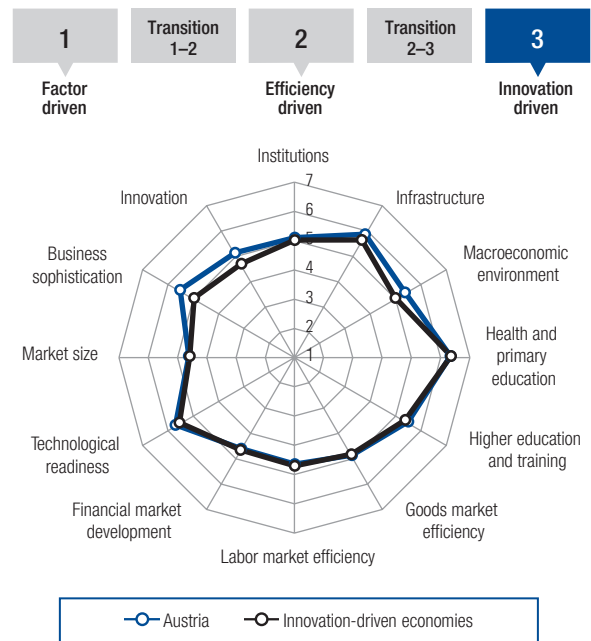 1
Transition
1–2
2
Transition
2–3
3
Factor
driven
Efficiency
driven
Innovation
driven
Institutions
Innovation
7
Infrastructure
6
Business
sophistication
5
Macroeconomic
environment
4
3
Market size
2
1
Health and
primary
education
Technological
readiness
Higher education
and training
Financial market
development
Goods market
efficiency
Labor market efficiency
Austria
Innovation-driven economies